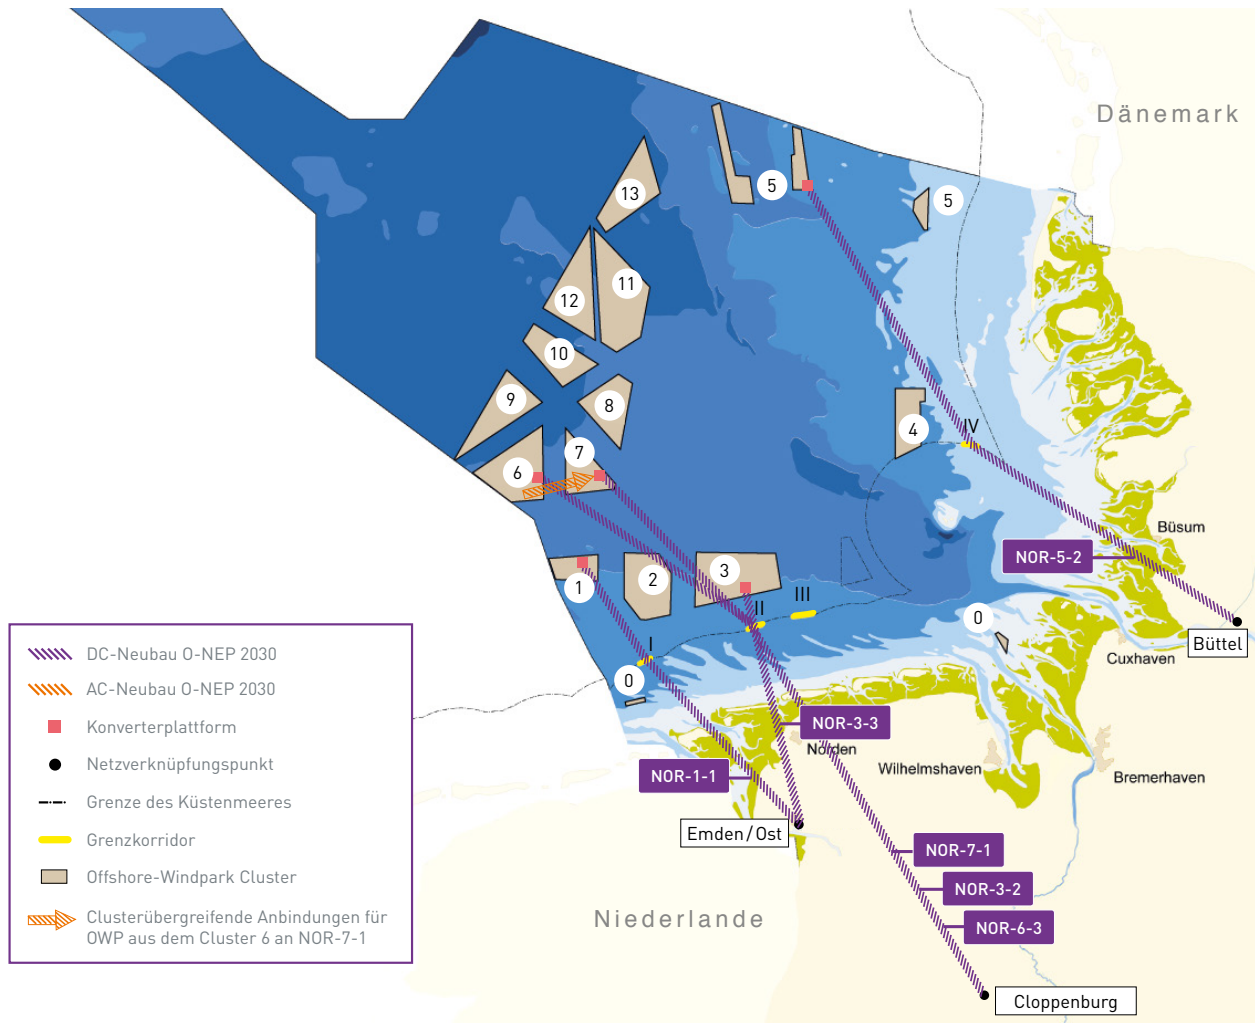 Dänemark
13
5
5
11
12
10
9
8
4
IV
7
6
Büsum
NOR-5-2
1
2
3
III
II
0
I
0
Büttel
Cuxhaven
DC-Neubau O-NEP 2030
AC-Neubau O-NEP 2030
Konverterplattform
Netzverknüpfungspunkt
Grenze des Küstenmeeres
Grenzkorridor
Offshore-Windpark Cluster
Clusterübergreifende Anbindungen für
OWP aus dem Cluster 6 an NOR-7-1
NOR-3-3
Norden
NOR-1-1
Wilhelmshaven
Bremerhaven
Emden/Ost
NOR-7-1
NOR-3-2
NOR-6-3
Niederlande
Cloppenburg